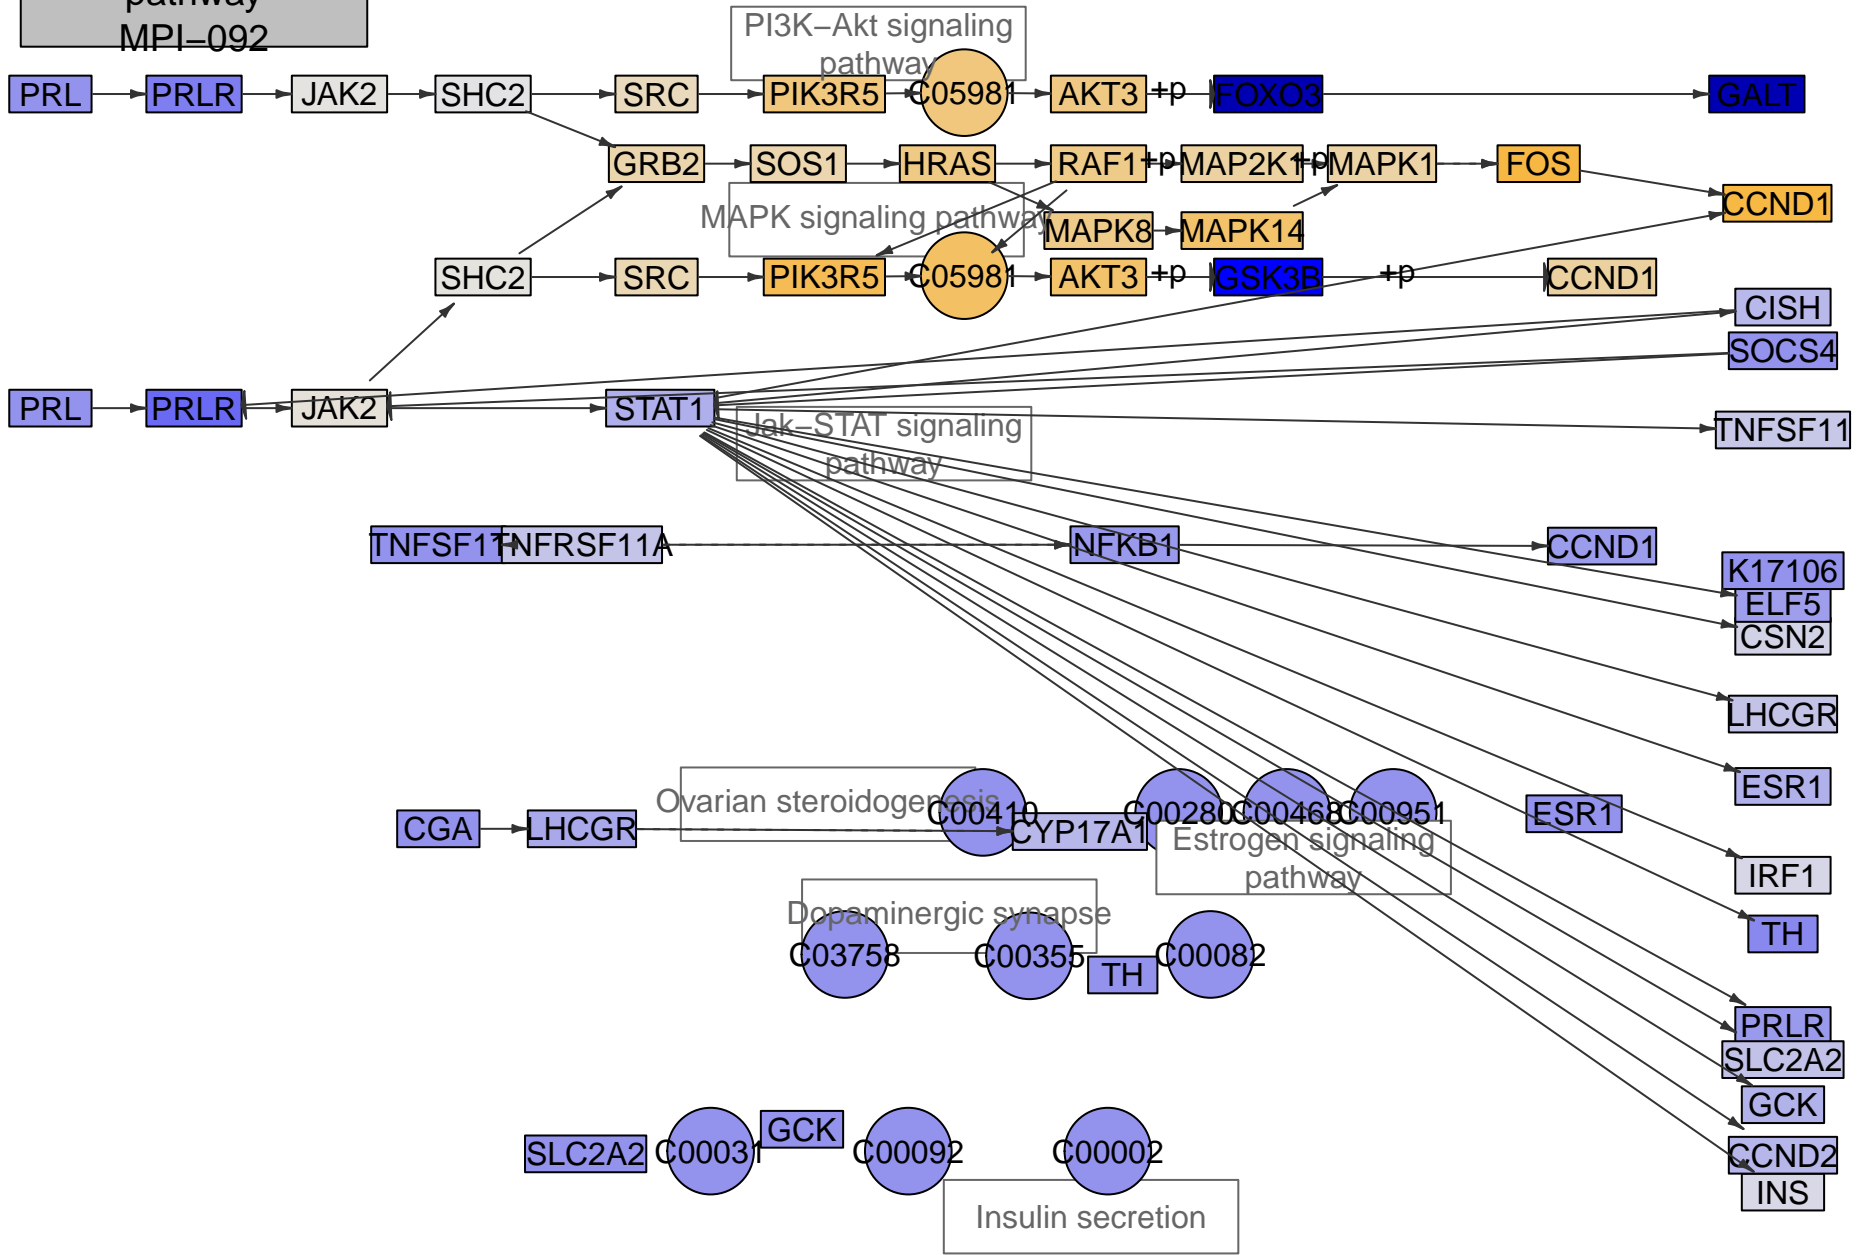 pathway
MPI–092
PI3K–Akt signaling
pathway
PRL
PRLR
JAK2
SHC2
SRC
PIK3R5
C05981
AKT3
+p
FOXO3
GALT
GRB2
SOS1
HRAS
RAF1
+p
MAP2K1
+p
MAPK1
FOS
CCND1
MAPK signaling pathway
MAPK8
MAPK14
SHC2
SRC
PIK3R5
C05981
AKT3
+p
GSK3B
+p
CCND1
CISH
SOCS4
PRL
PRLR
JAK2
STAT1
Jak–STAT signaling
pathway
TNFSF11
TNFSF11
TNFRSF11A
NFKB1
CCND1
K17106
ELF5
CSN2
LHCGR
ESR1
Ovarian steroidogenesis
C00410
C00280
C00468
C00951
ESR1
CGA
LHCGR
CYP17A1
Estrogen signaling
pathway
IRF1
Dopaminergic synapse
TH
C03758
C00355
TH
C00082
PRLR
SLC2A2
GCK
SLC2A2
C00031
GCK
C00092
C00002
CCND2
INS
Insulin secretion